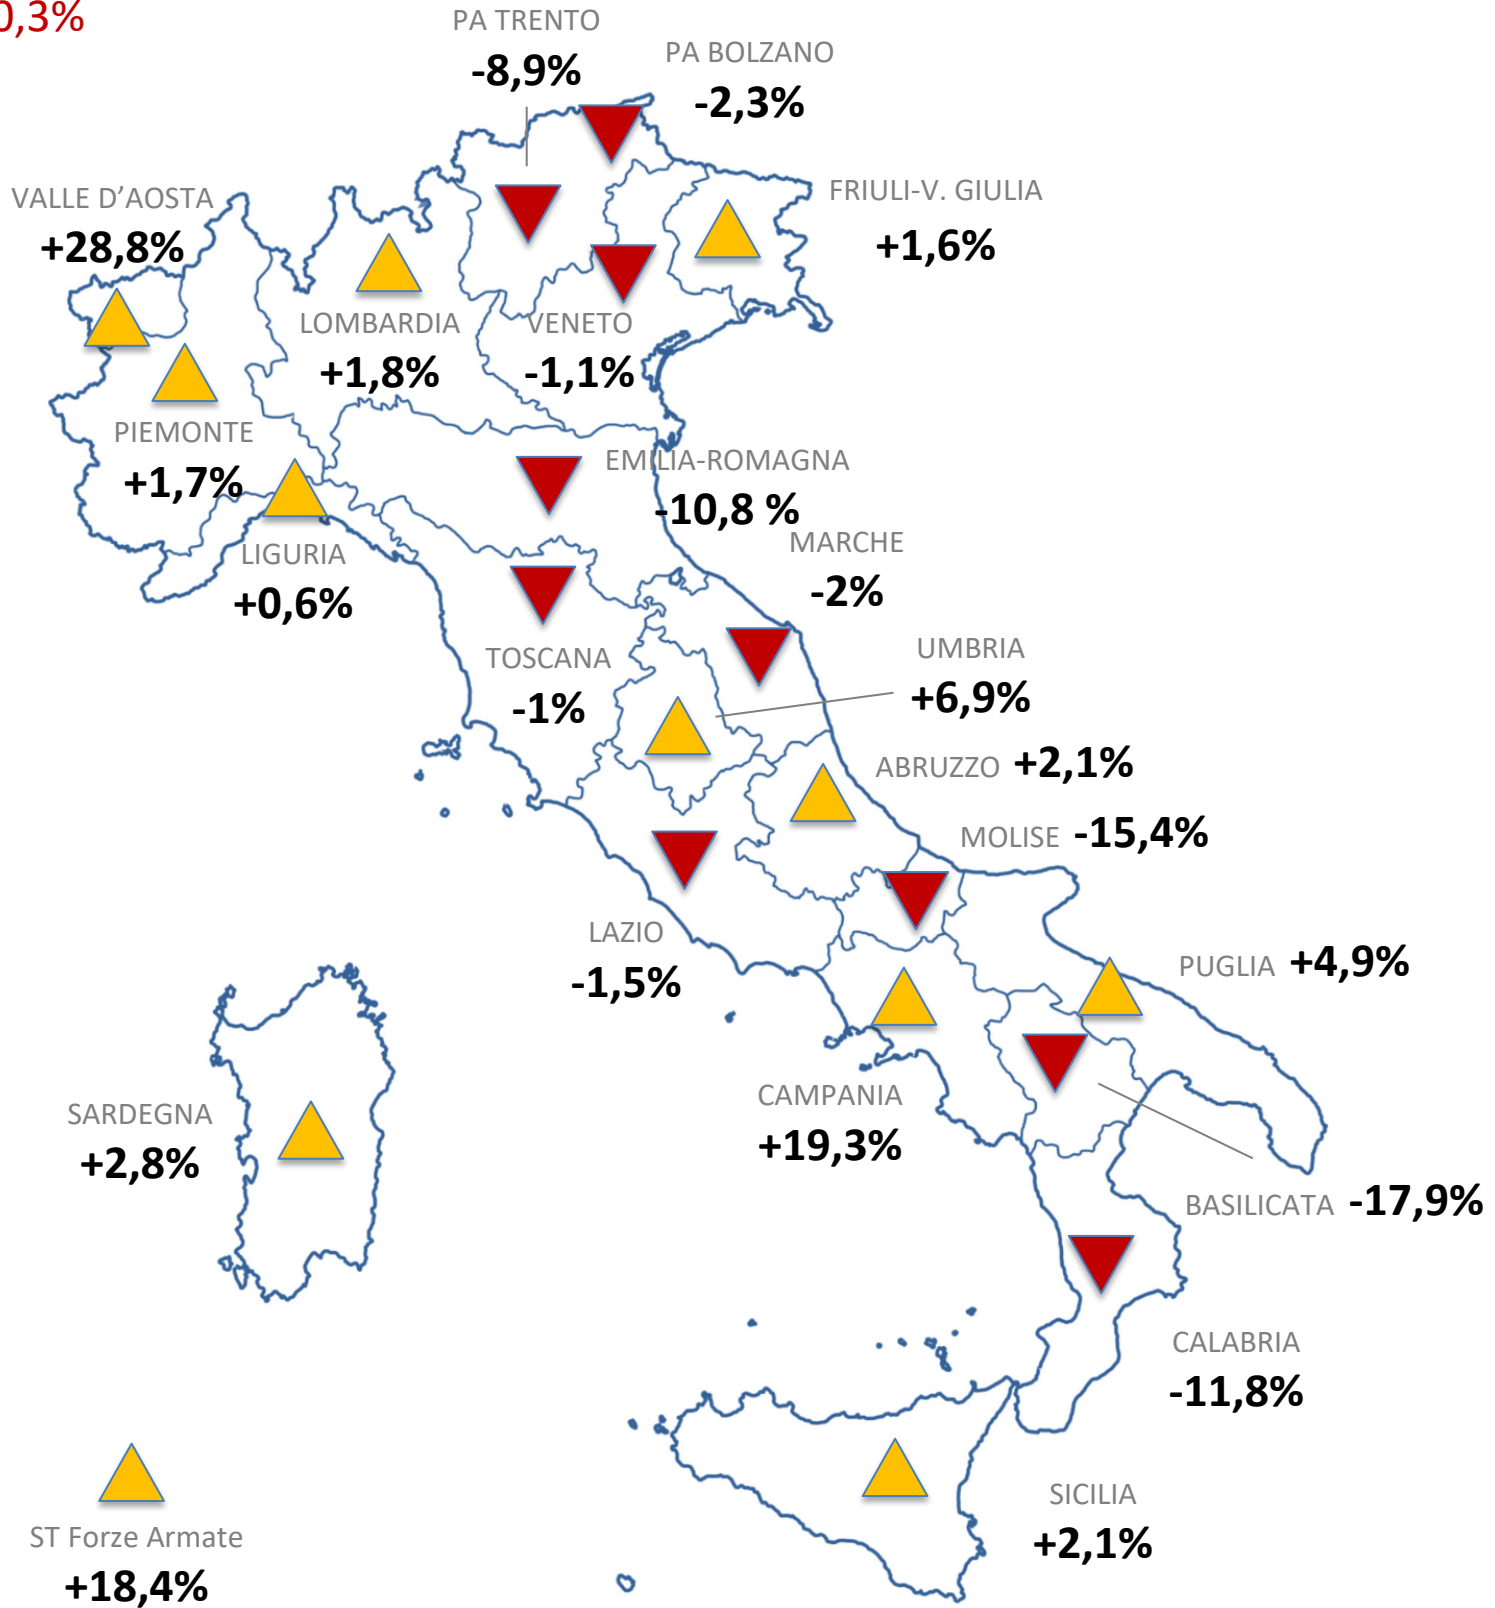 0,3%
PA TRENTO
-8,9%
PA BOLZANO
-2,3%
VALLE D’AOSTA
+28,8%
FRIULI-V. GIULIA
+1,6%
LOMBARDIA
+1,8%
VENETO
-1,1%
PIEMONTE
+1,7%
EMILIA-ROMAGNA
-10,8 %
LIGURIA
+0,6%
MARCHE
-2%
TOSCANA
-1%
UMBRIA
+6,9%
ABRUZZO +2,1%
MOLISE -15,4%
LAZIO
-1,5%
PUGLIA +4,9%
CAMPANIA
+19,3%
SARDEGNA
+2,8%
BASILICATA -17,9%
CALABRIA
-11,8%
SICILIA
+2,1%
ST Forze Armate
+18,4%